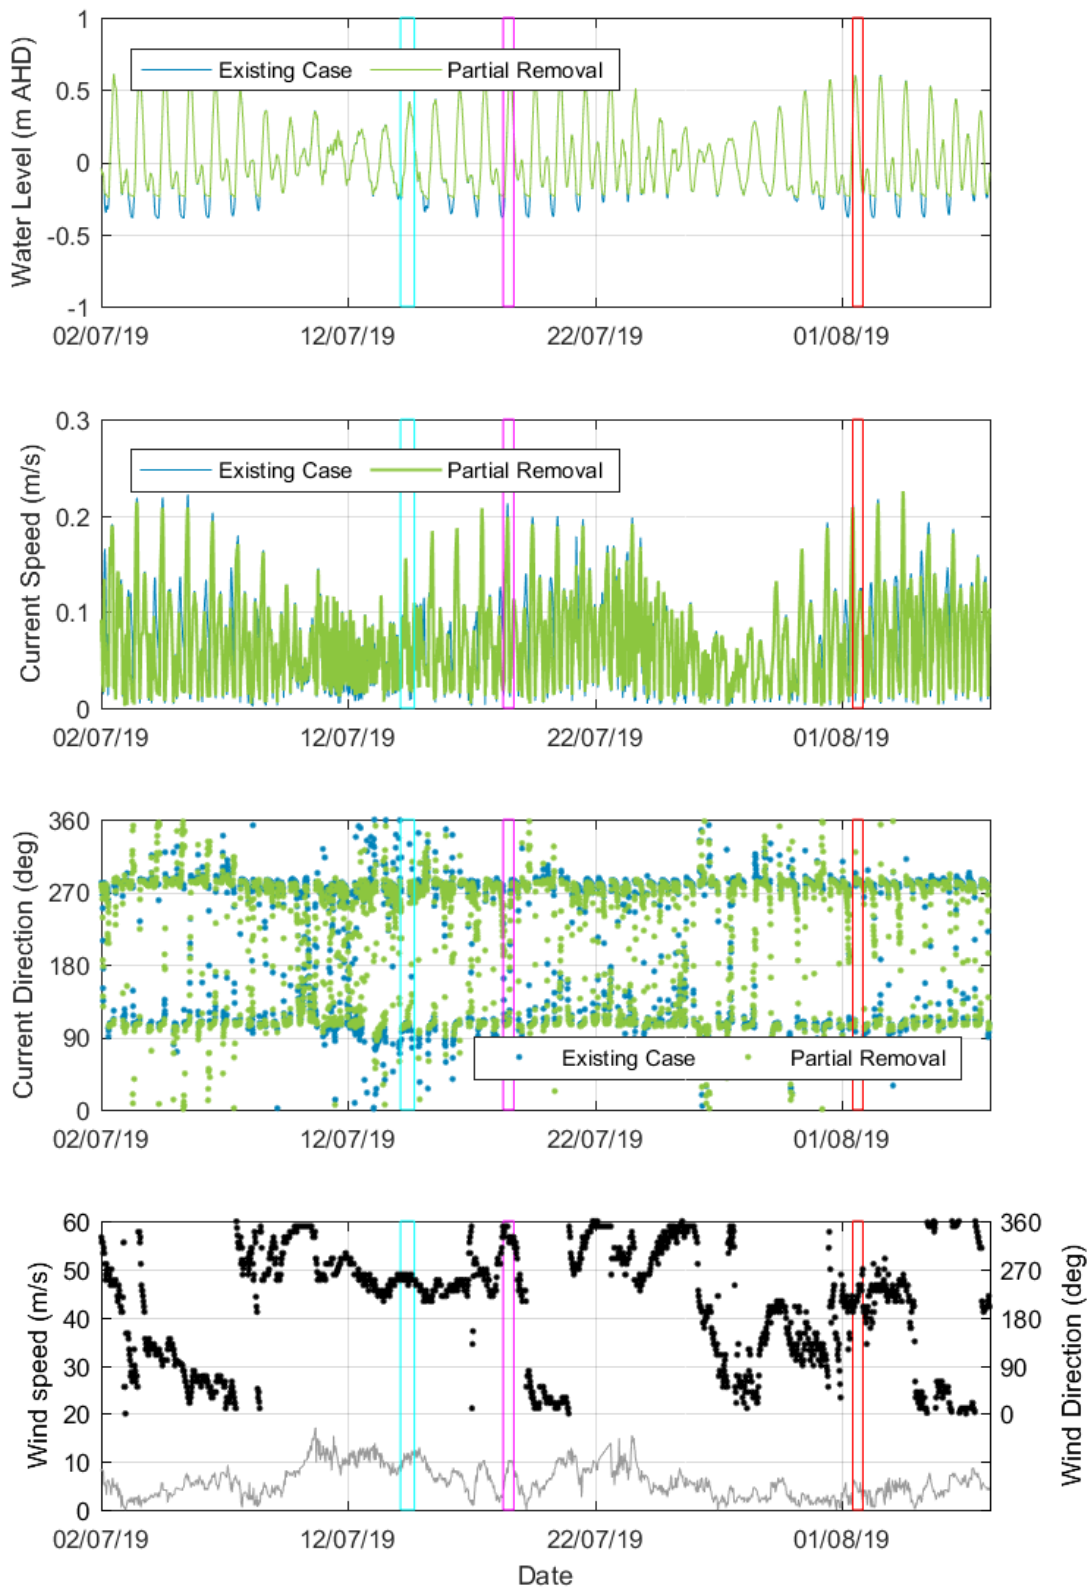 1
0.5
0
-0.5
-1
Water Level (m AHD)
Existing Case Partial Removal
02/07/19 12/07/19 22/07/19 01/08/19
0.3
0.2
0.1
0
Current Speed (m/s)
Existing Case Partial Removal
02/07/19 12/07/19 22/07/19 01/08/19
360
270
180
90
0
Current Direction (deg)
Existing Case Partial Removal
02/07/19 12/07/19 22/07/19 01/08/19
60 360
50 270
40 180
30 90
20 0
10
0
Wind speed (m/s)
Wind Direction (deg)
02/07/19 12/07/19 22/07/19 01/08/19
Date